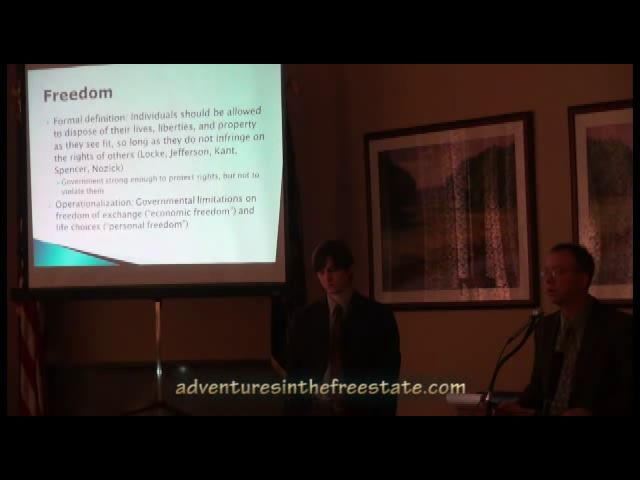 Freedom
Formal definition: Individuals should be allowed
to dispose of their lives, liberties, and property
as they see fit, so long as they do not infringe on
the rights of others (Locke, Jefferson, Kant,
Spencer, Nozick)
Government strong enough to protect rights, but not to
violate them
Operationalization: Governmental limitations on
freedom of exchange ("economic freedom") and
life choices ("personal freedom")
adventuresinthefreestate.com